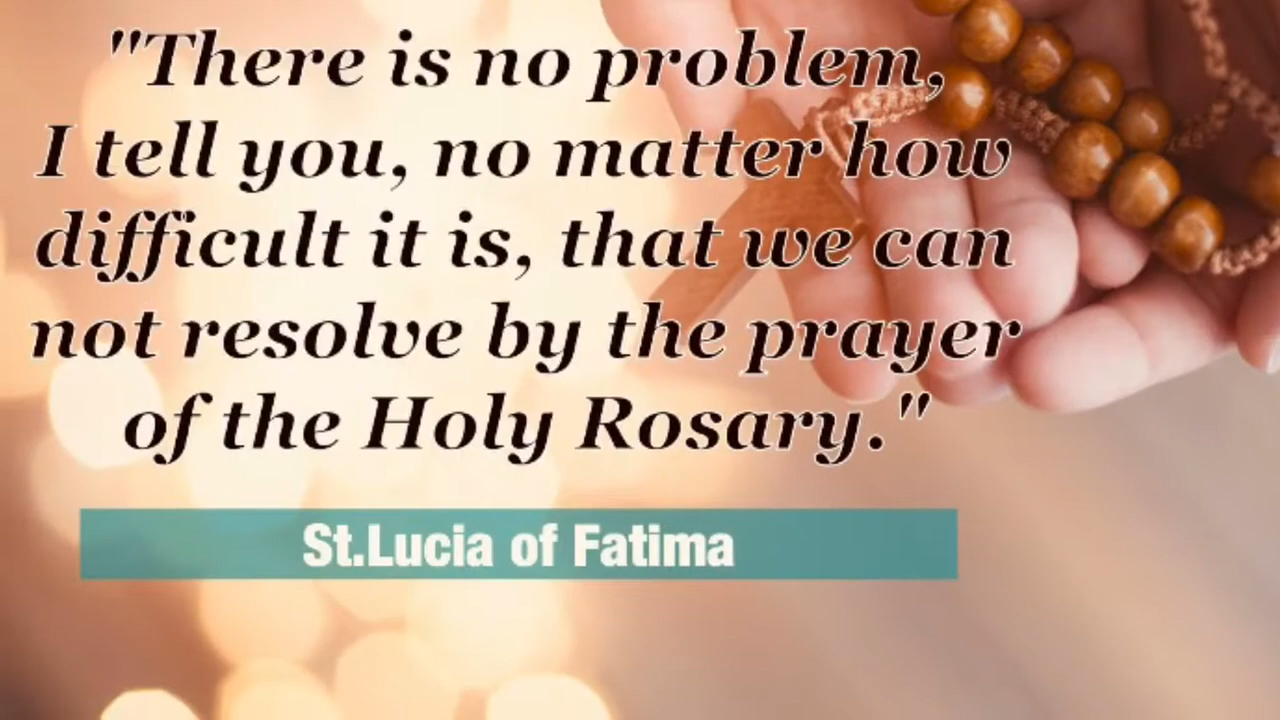 "There is no problem,
I tell you, no matter how
difficult it is, that we can
not resolve by the prayer
of the Holy Rosary."
St.Lucia of Fatima